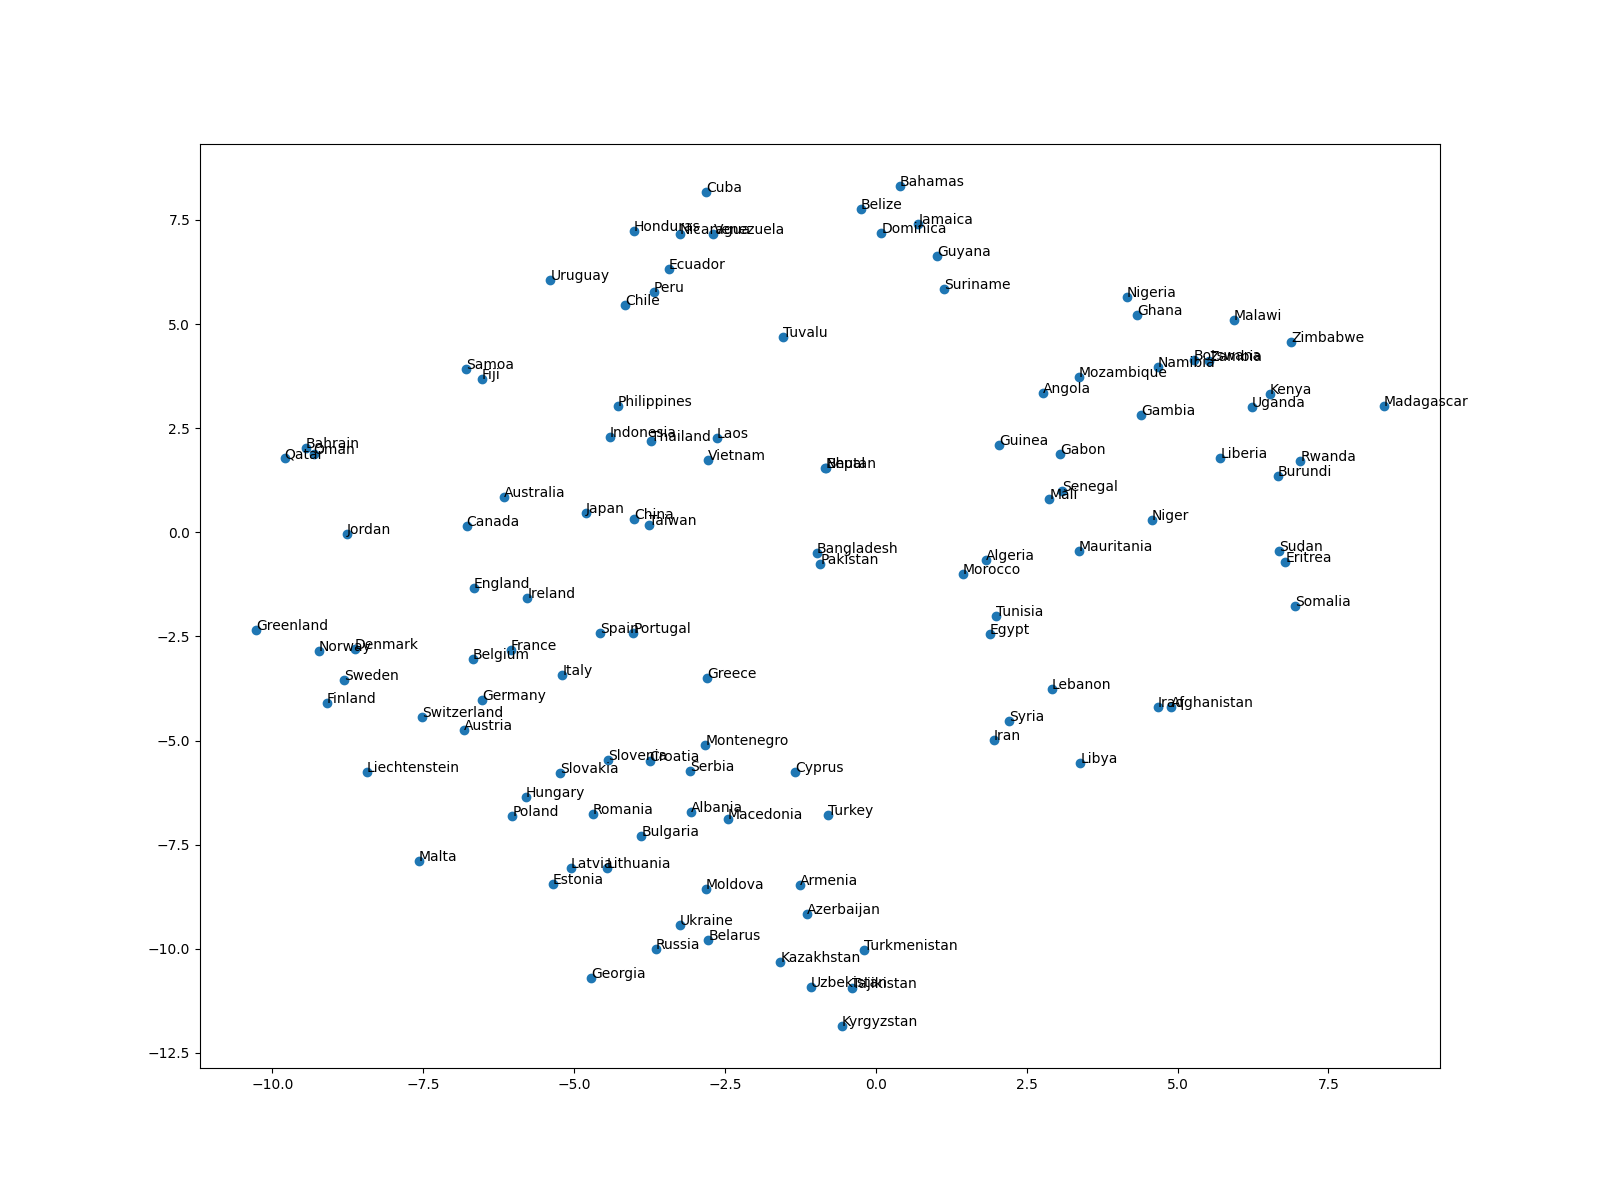 Cuba
Bahamas
Belize
7.5
Honduras
Nicaragua
Venezuela
Jamaica
Dominica
Guyana
Ecuador
Uruguay
Peru
Suriname
Chile
Nigeria
Ghana
Malawi
5.0
Tuvalu
Zimbabwe
Samoa
Fiji
Botswana
Zambia
Namibia
Mozambique
Angola
Kenya
Uganda
Madagascar
Philippines
Gambia
2.5
Indonesia
Thailand
Laos
Guinea
Bahrain
Oman
Qatar
Vietnam
Nepal
Bhutan
Gabon
Liberia
Rwanda
Burundi
Australia
Senegal
Mali
Japan
China
Taiwan
Canada
Niger
0.0
Jordan
Bangladesh
Pakistan
Mauritania
Sudan
Eritrea
Algeria
Morocco
England
Ireland
Somalia
Tunisia
−2.5
Greenland
Spain
Portugal
Egypt
Norway
Denmark
France
Belgium
Italy
Greece
Sweden
Lebanon
Finland
Germany
Iraq
Afghanistan
Switzerland
Austria
Syria
−5.0
Iran
Montenegro
Slovenia
Croatia
Libya
Liechtenstein
Slovakia
Serbia
Cyprus
Hungary
Poland
Romania
Albania
Macedonia
Turkey
Bulgaria
−7.5
Malta
Latvia
Lithuania
Estonia
Moldova
Armenia
Azerbaijan
Ukraine
Belarus
−10.0
Russia
Turkmenistan
Kazakhstan
Georgia
Uzbekistan
Tajikistan
Kyrgyzstan
−12.5
−10.0 −7.5 −5.0 −2.5 0.0 2.5 5.0 7.5